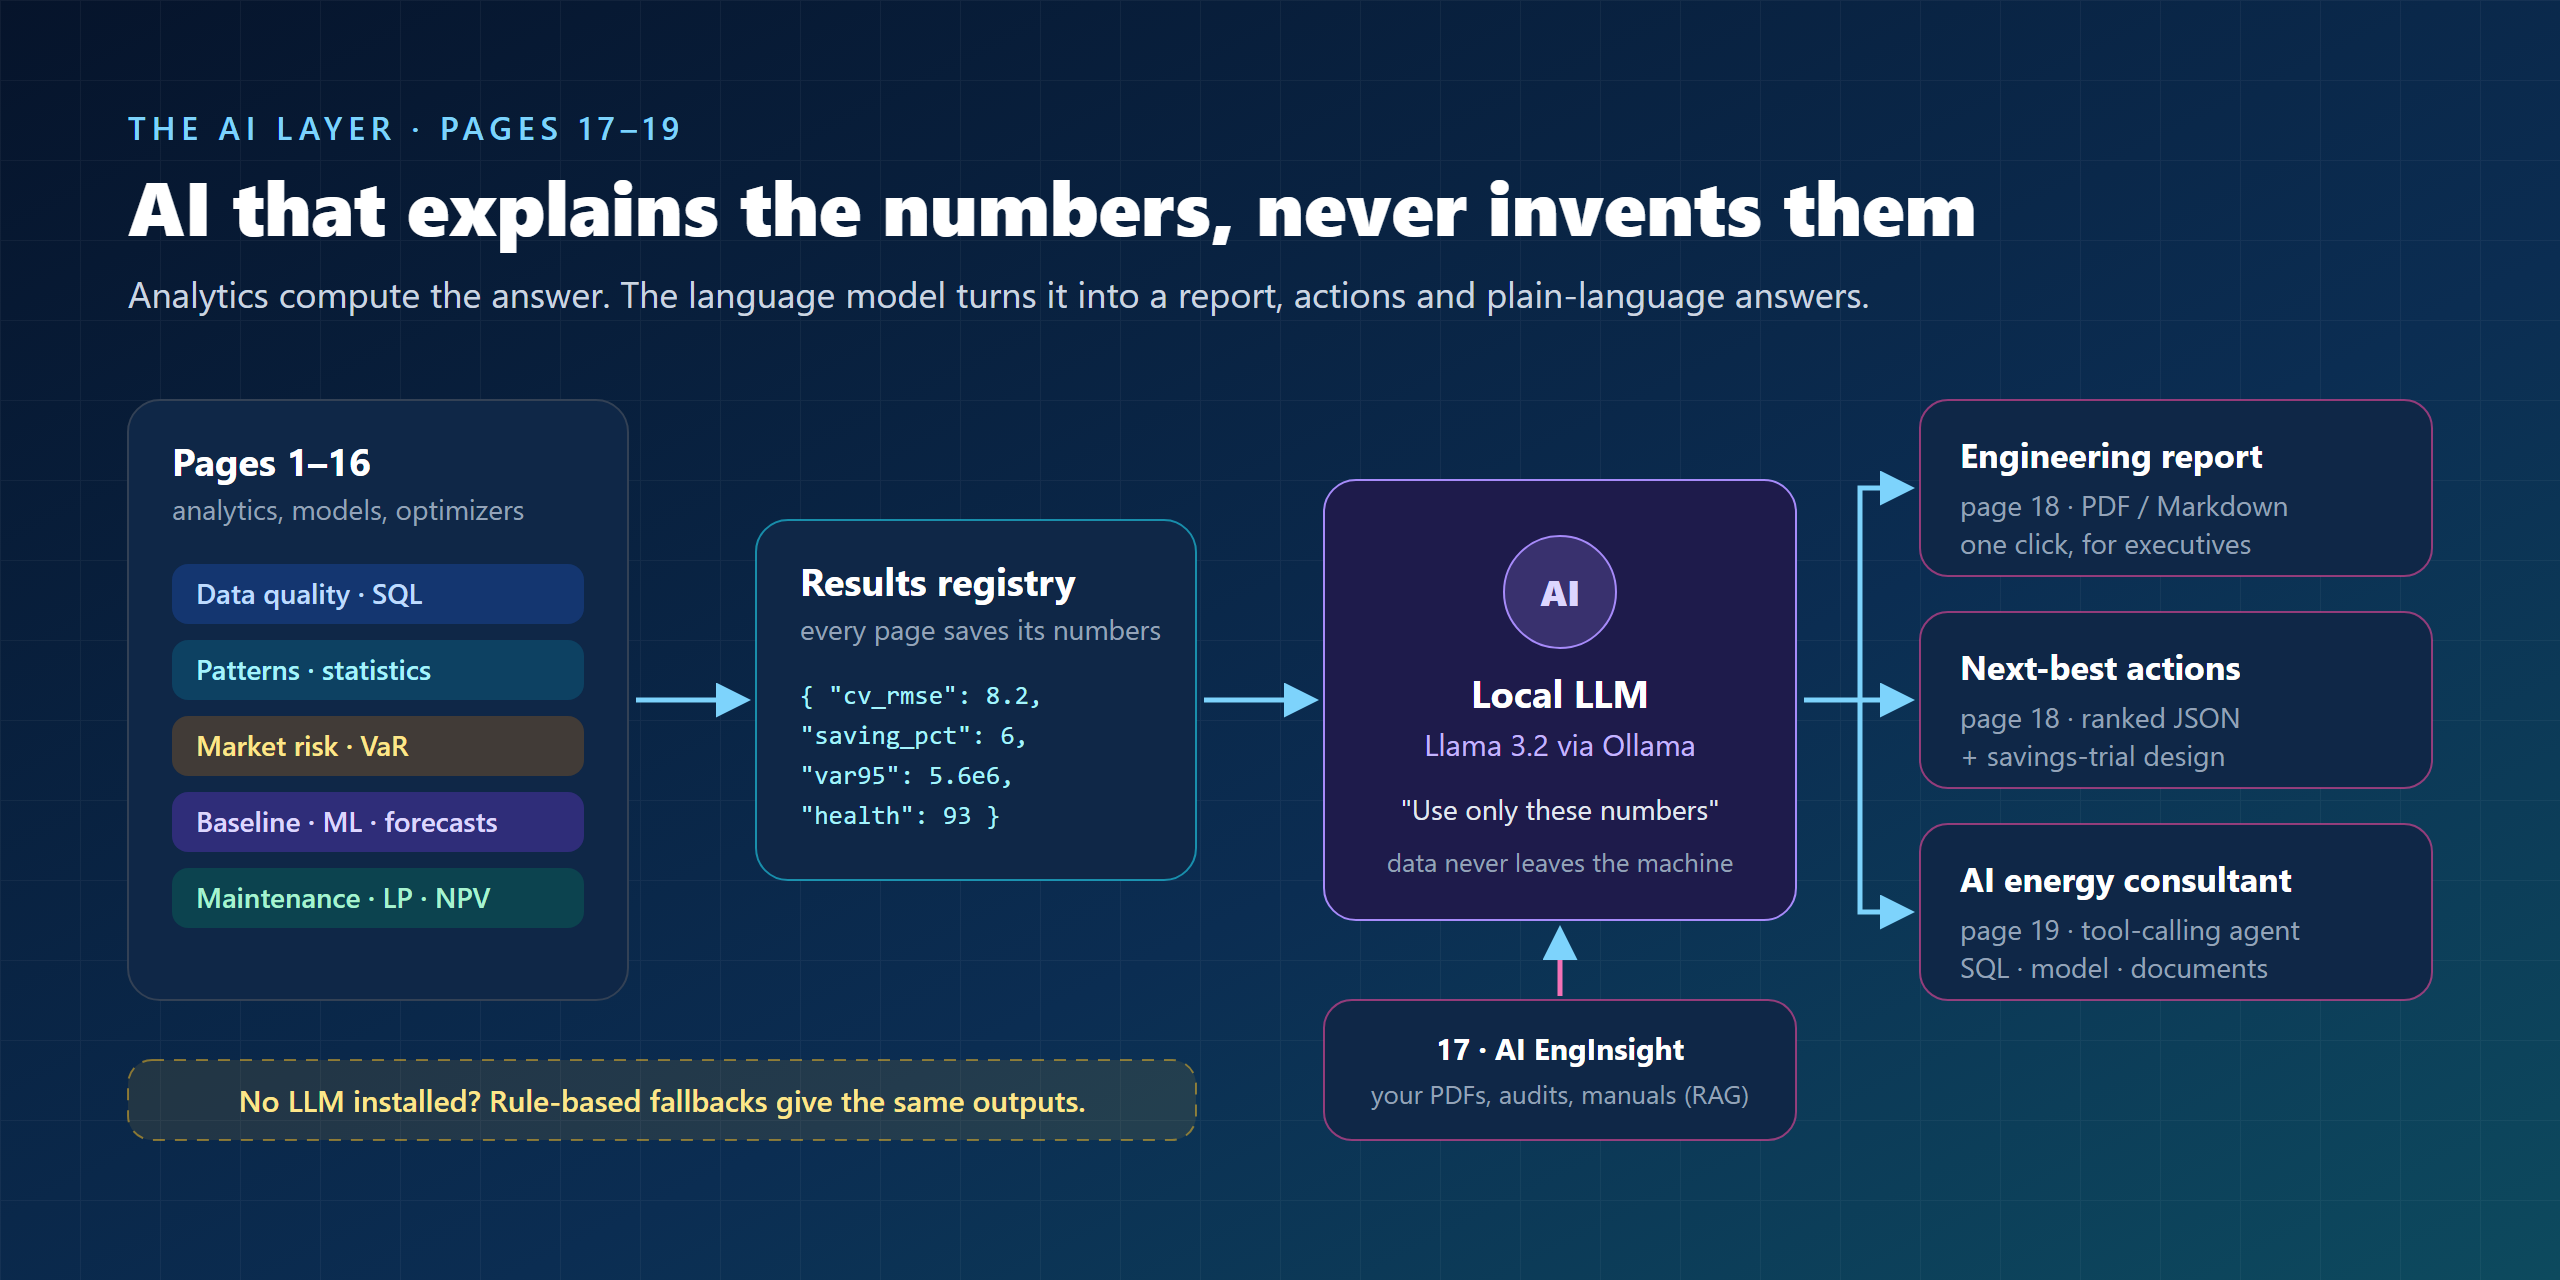 THE AI LAYER · PAGES 17–19
AI that explains the numbers, never invents them
Analytics compute the answer. The language model turns it into a report, actions and plain-language answers.
Pages 1–16
analytics, models, optimizers
Data quality · SQL
Patterns · statistics
Market risk · VaR
Baseline · ML · forecasts
Maintenance · LP · NPV
Results registry
every page saves its numbers
{ "cv_rmse": 8.2,
"saving_pct": 6,
"var95": 5.6e6,
"health": 93 }
AI
Local LLM
Llama 3.2 via Ollama
"Use only these numbers"
data never leaves the machine
17 · AI EngInsight
your PDFs, audits, manuals (RAG)
Engineering report
page 18 · PDF / Markdown
one click, for executives
Next-best actions
page 18 · ranked JSON
+ savings-trial design
AI energy consultant
page 19 · tool-calling agent
SQL · model · documents
No LLM installed? Rule-based fallbacks give the same outputs.